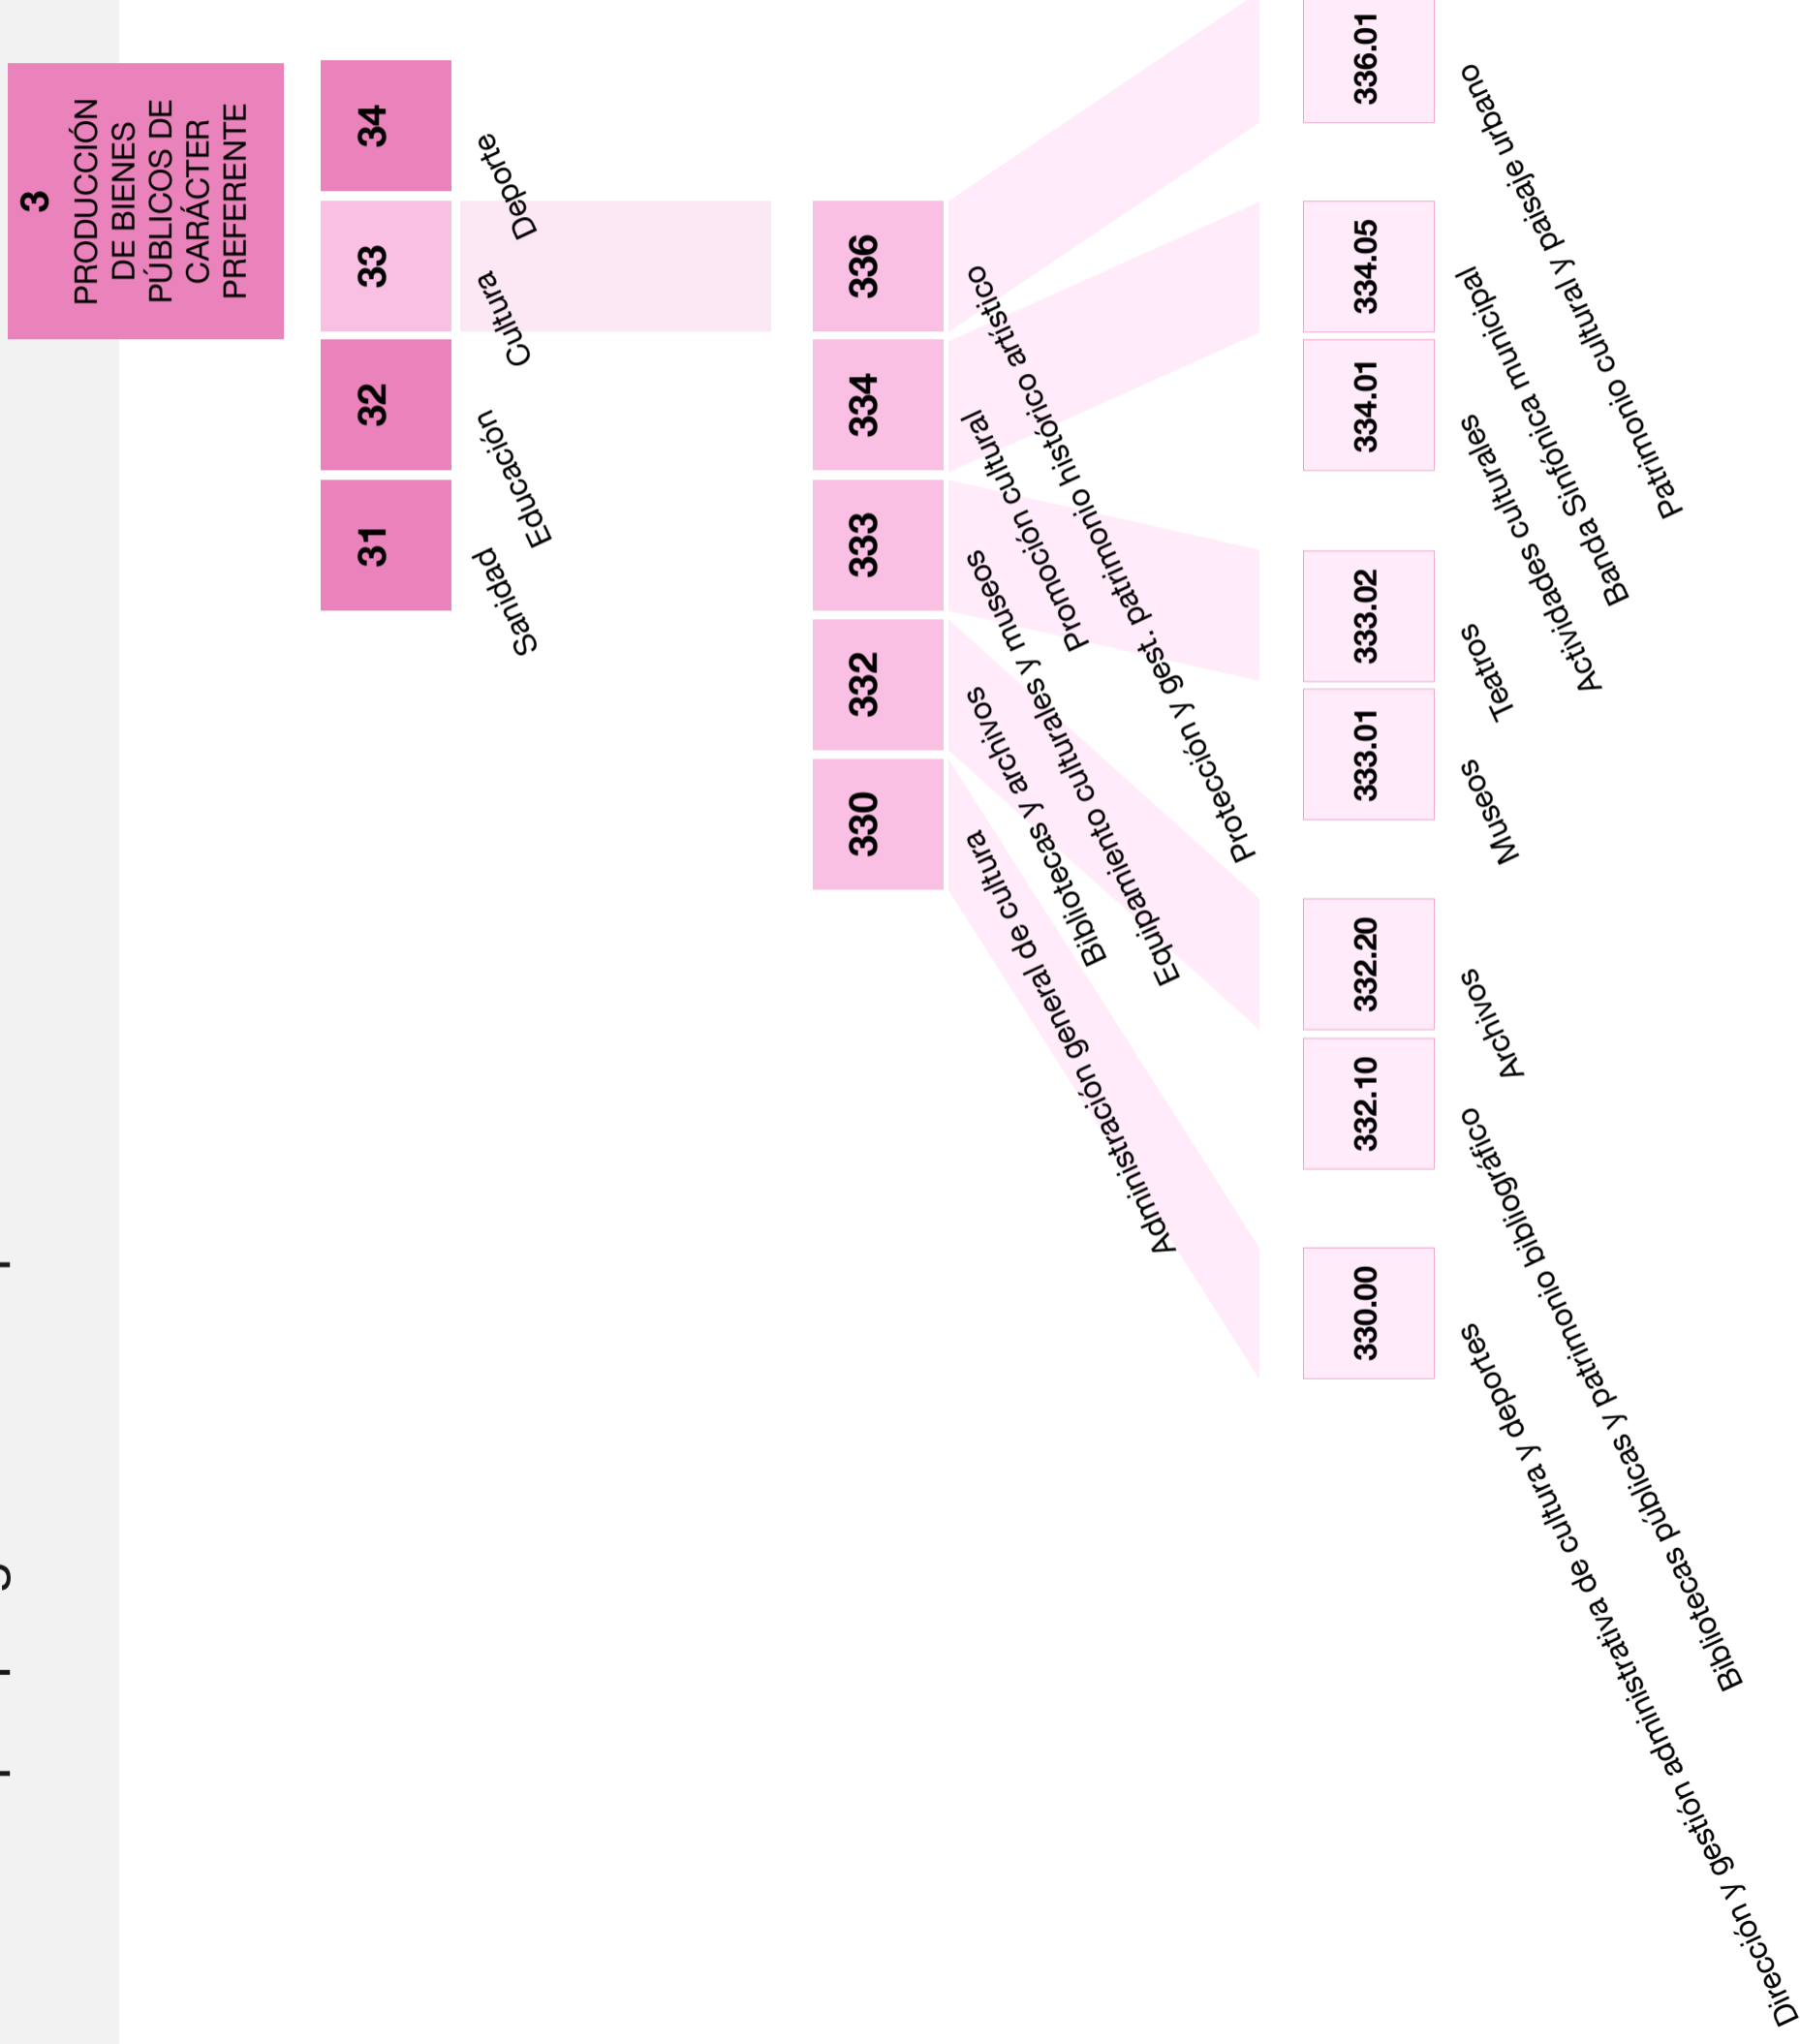 3
PRODUCCIÓN
DE BIENES
PÚBLICOS DE
CARÁCTER
PREFERENTE
31
32
33
34
Sanidad
Educación
Cultura
Deporte
330
332
333
334
336
Administración general de cultura
Bibliotecas y archivos
Equipamiento culturales y museos
Promoción cultural
Protección y gest. patrimonio histórico artístico
330.00
332.10
332.20
333.01
333.02
334.01
334.05
336.01
Dirección y gestión administrativa de cultura y deportes
Bibliotecas públicas y patrimonio bibliográfico
Archivos
Museos
Teatros
Actividades culturales
Banda Sinfónica municipal
Patrimonio cultural y paisaje urbano